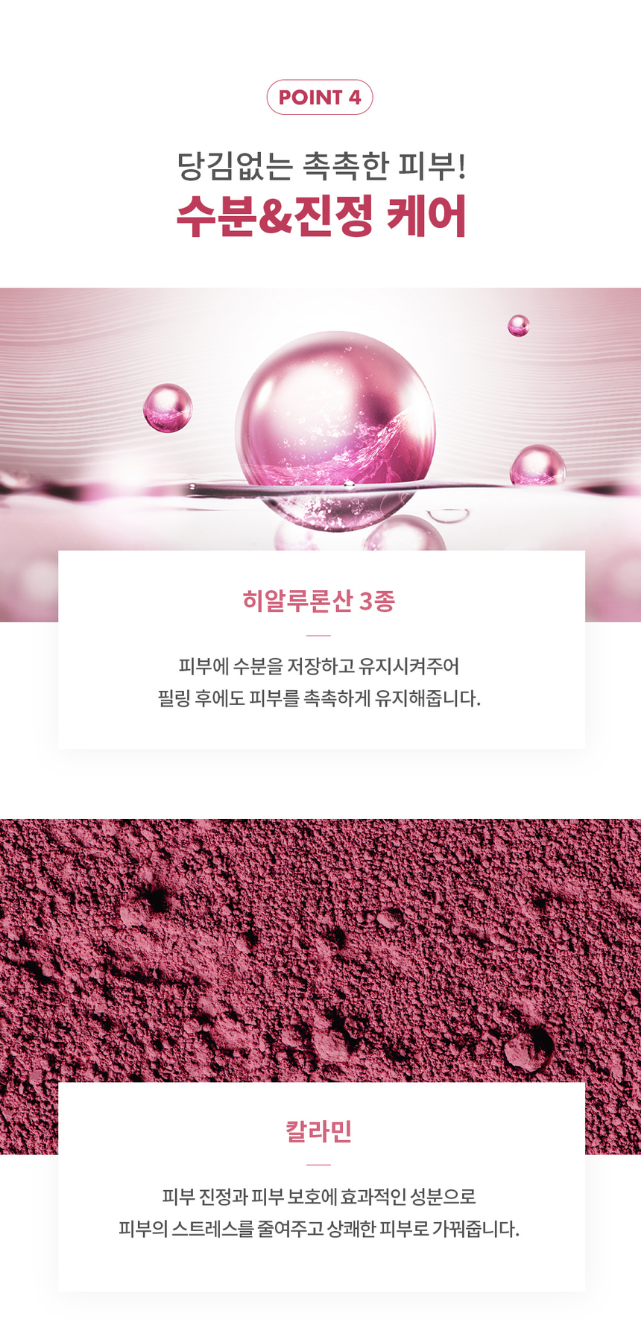 POINT 4
당김없는 촉촉한 피부!
수분&진정 케어
히알루론산 3종
피부에 수분을 저장하고 유지시켜주어
필링 후에도 피부를 촉촉하게 유지해줍니다.
칼라민
피부 진정과 피부 보호에 효과적인 성분으로
피부의 스트레스를 줄여주고 상쾌한 피부로 가꿔줍니다.